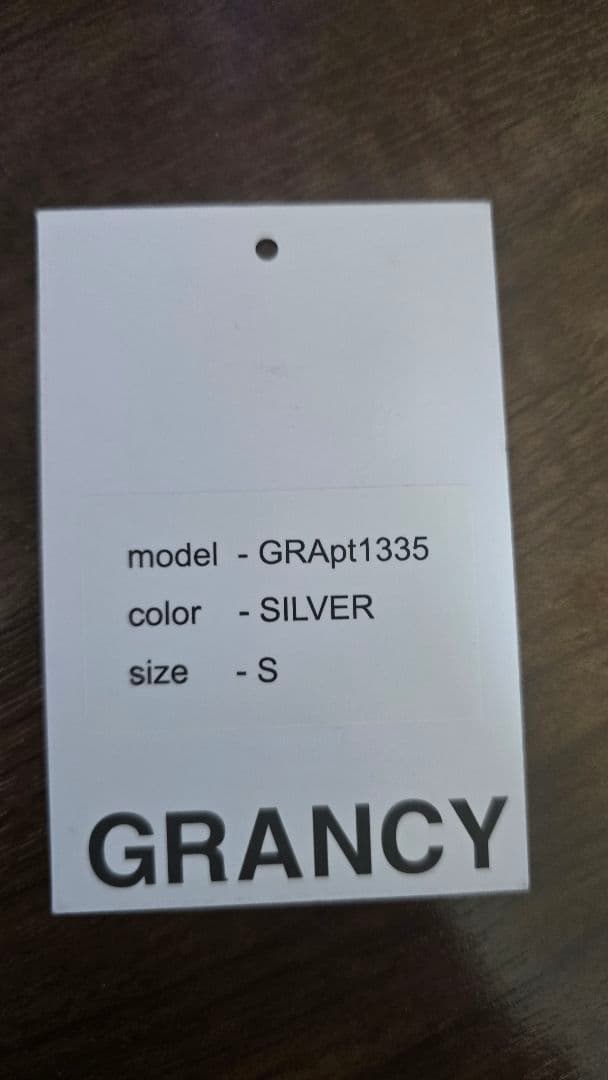 model - GRApt1335
color - SILVER
size - S
GRANCY